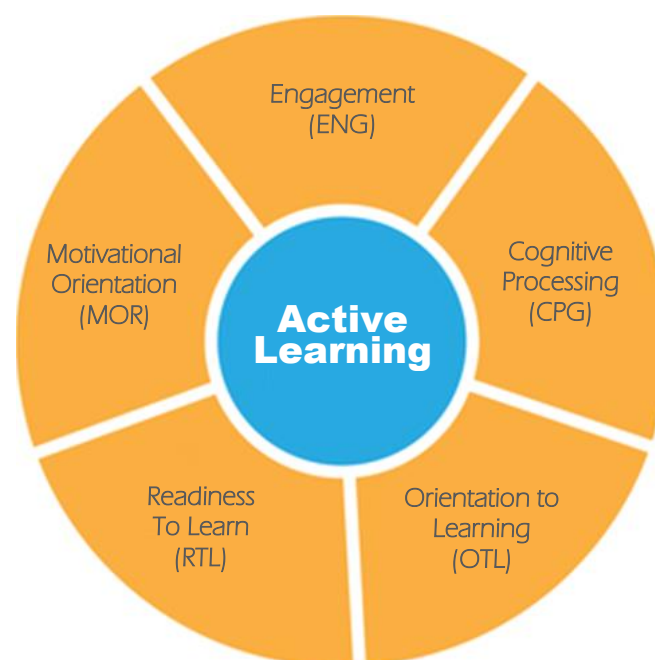 Engagement
(ENG)
Motivational
Orientation
(MOR)
Cognitive
Processing
(CPG)
Active
Learning
Readiness
To Learn
(RTL)
Orientation to
Learning
(OTL)